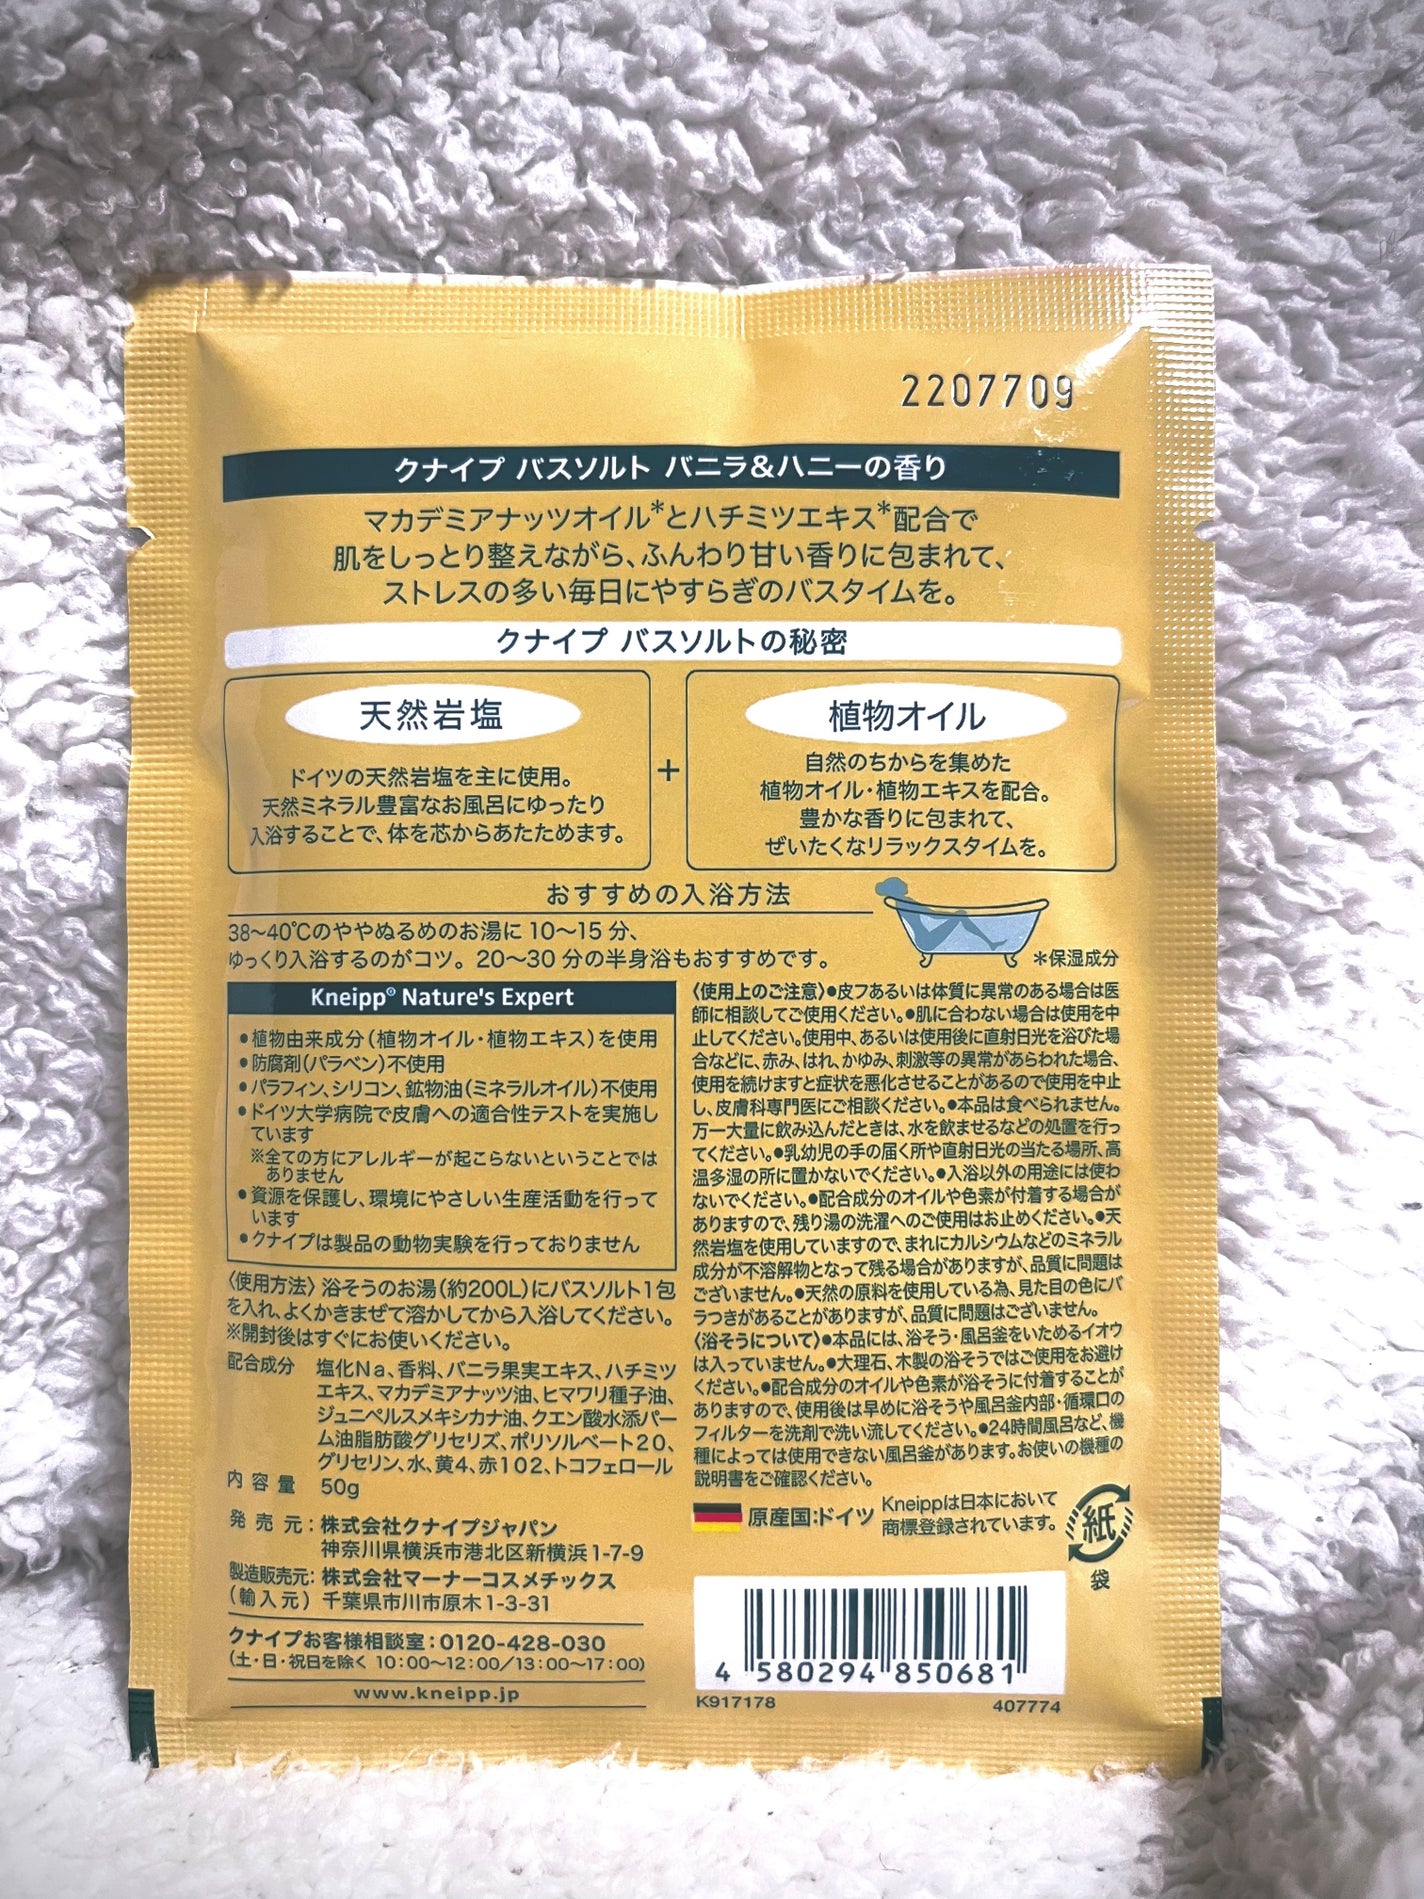 2207709
クナイプ バスソルト バニラ&ハニーの香り
マカデミアナッツオイル*とハチミツエキス*配合で
肌をしっとり整えながら、ふんわり甘い香りに包まれて、
ストレスの多い毎日にやすらぎのバスタイムを。
クナイプ バスソルトの秘密
天然岩塩
ドイツの天然岩塩を主に使用。
天然ミネラル豊富なお風呂にゆったり
入浴することで、体を芯からあたためます。
+
植物オイル
自然のちからを集めた
植物オイル・植物エキスを配合。
豊かな香りに包まれて、
ぜいたくなリラックスタイムを。
おすすめの入浴方法
38〜40℃のややぬるめのお湯に 10〜15 分、
ゆっくり入浴するのがコツ。20〜30 分の半身浴もおすすめです。
*保湿成分
Kneipp® Nature's Expert
●植物由来成分(植物オイル・植物エキス)を使用
●防腐剤(パラベン)不使用
●パラフィン、シリコン、鉱物油(ミネラルオイル)不使用
●ドイツ大学病院で皮膚への適合性テストを実施し
ています
※全ての方にアレルギーが起こらないということでは
ありません
●資源を保護し、環境にやさしい生産活動を行って
います
●クナイプは製品の動物実験を行っておりません
〈使用方法〉浴そうのお湯(約200L)にバスソルト1包
を入れ、よくかきまぜて溶かしてから入浴してください。
※開封後はすぐにお使いください。
配合成分 塩化Na、香料、バニラ果実エキス、ハチミツ
エキス、マカデミアナッツ油、ヒマワリ種子油、
ジュニペルスメキシカナ油、クエン酸水添パー
ム油脂肪酸グリセリズ、ポリソルベート20、
グリセリン、水、黄4、赤102、トコフェロール
内容量 50g
発売元:株式会社クナイプジャパン
神奈川県横浜市港北区新横浜1-7-9
製造販売元:株式会社マーナーコスメチックス
(輸入元) 千葉県市川市原木1-3-31
クナイプお客様相談室:0120-428-030
(土・日・祝日を除く 10:00〜12:00/13:00〜17:00)
www.kneipp.jp
〈使用上のご注意〉●皮フあるいは体質に異常のある場合は医
師に相談してご使用ください。●肌に合わない場合は使用を中
止してください。使用中、あるいは使用後に直射日光を浴びた場
合などに、赤み、はれ、かゆみ、刺激等の異常があらわれた場合、
使用を続けますと症状を悪化させることがあるので使用を中止
し、皮膚科専門医にご相談ください。●本品は食べられません。
万一大量に飲み込んだときは、水を飲ませるなどの処置を行っ
てください。●乳幼児の手の届く所や直射日光の当たる場所、高
温多湿の所に置かないでください。●入浴以外の用途には使わ
ないでください。●配合成分のオイルや色素が付着する場合が
ありますので、残り湯の洗濯へのご使用はお止めください。●天
然岩塩を使用していますので、まれにカルシウムなどのミネラル
成分が不溶解物となって残る場合がありますが、品質に問題は
ございません。●天然の原料を使用している為、見た目の色にバ
ラつきがあることがありますが、品質に問題はございません。
〈浴そうについて〉●本品には、浴そう・風呂釜をいためるイオウ
は入っていません。●大理石、木製の浴そうではご使用をお避け
ください。●配合成分のオイルや色素が浴そうに付着することが
ありますので、使用後は早めに浴そうや風呂釜内部・循環口の
フィルターを洗剤で洗い流してください。●24時間風呂など、機
種によっては使用できない風呂釜があります。お使いの機種の
説明書をご確認ください。
原産国:ドイツ
Kneippは日本において
商標登録されています。
紙
袋
4 580294 850681
K917178
407774